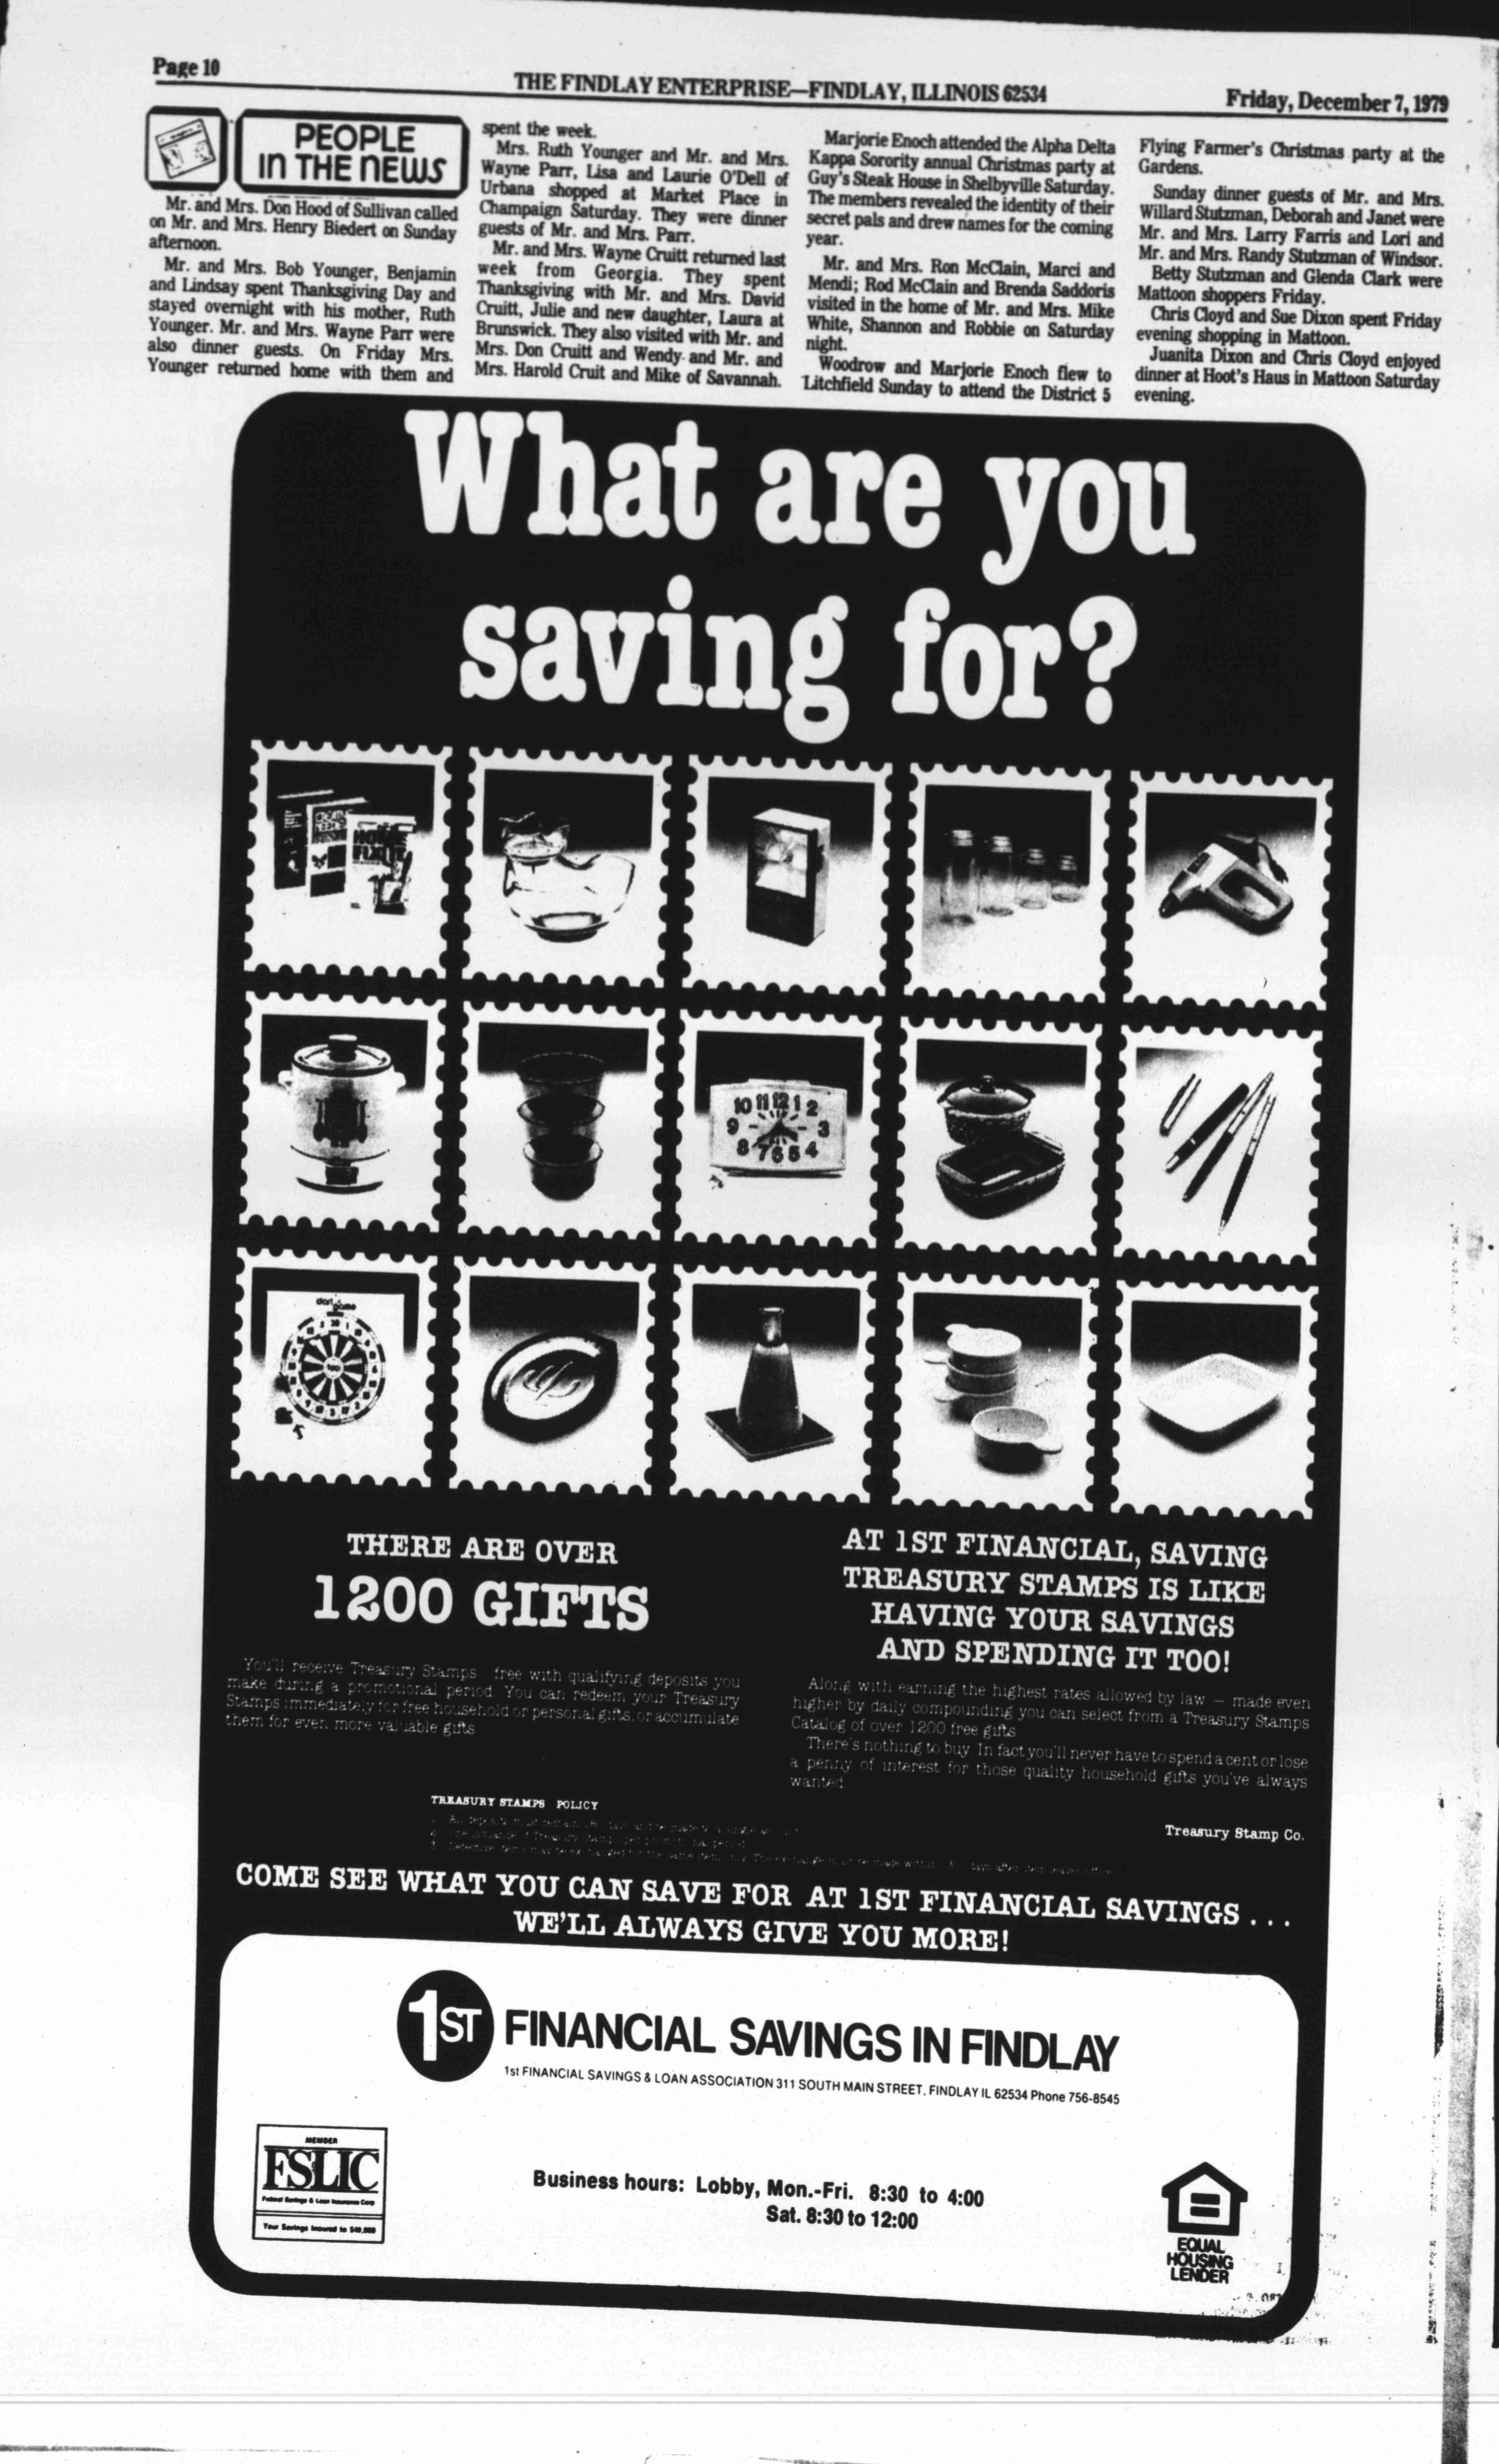 Page 10
THE FINDLAY ENTERPRISE—FINDLAY, ILLINOIS 62534
Friday, December 7, 1979
PEOPLE
in THE NEWS
Mr. and Mrs. Don Hood of Sullivan called
on Mr. and Mrs. Henry Biedert on Sunday
afternoon.
Mr. and Mrs. Bob Younger, Benjamin
and Lindsay spent Thanksgiving Day and
stayed overnight with his mother, Ruth
Younger. Mr. and Mrs. Wayne Parr were
also dinner guests. On Friday Mrs.
Younger returned home with them and
spent the week.
Mrs. Ruth Younger and Mr. and Mrs.
Wayne Parr, Lisa and Laurie O'Dell of
Urbana shopped at Market Place in
Champaign Saturday. They were dinner
guests of Mr. and Mrs. Parr.
Mr. and Mrs. Wayne Cruitt returned last
week from Georgia. They spent
Thanksgiving with Mr. and Mrs. David
Cruitt, Julie and new daughter, Laura at
Brunswick. They also visited with Mr. and
Mrs. Don Cruitt and Wendy and Mr. and
Mrs. Harold Cruit and Mike of Savannah.
Marjorie Enoch attended the Alpha Delta
Kappa Sorority annual Christmas party at
Guy's Steak House in Shelbyville Saturday.
The members revealed the identity of their
secret pals and drew names for the coming
year.
Mr. and Mrs. Ron McClain, Marci and
Mendi; Rod McClain and Brenda Saddoris
visited in the home of Mr. and Mrs. Mike
White, Shannon and Robbie on Saturday
night.
Woodrow and Marjorie Enoch flew to
Litchfield Sunday to attend the District 5
Flying Farmer's Christmas party at the
Gardens.
Sunday dinner guests of Mr. and Mrs.
Willard Stutzman, Deborah and Janet were
Mr. and Mrs. Larry Farris and Lori and
Mr. and Mrs. Randy Stutzman of Windsor.
Betty Stutzman and Glenda Clark were
Mattoon shoppers Friday.
Chris Cloyd and Sue Dixon spent Friday
evening shopping in Mattoon.
Juanita Dixon and Chris Cloyd enjoyed
dinner at Hoot's Haus in Mattoon Saturday
evening.
What are you
saving for?
10 11 12 1 2
9 3
8 7 6 5 4
dart game
THERE ARE OVER
1200 GIFTS
You'll receive Treasury Stamps free with qualifying deposits you
make during a promotional period. You can redeem your Treasury
Stamps immediately for free household or personal gifts, or accumulate
them for even more valuable gifts
AT 1ST FINANCIAL, SAVING
TREASURY STAMPS IS LIKE
HAVING YOUR SAVINGS
AND SPENDING IT TOO!
Along with earning the highest rates allowed by law — made even
higher by daily compounding you can select from a Treasury Stamps
Catalog of over 1200 free gifts.
There's nothing to buy. In fact you'll never have to spend a cent or lose
a penny of interest for those quality household gifts you've always
wanted
TREASURY STAMPS POLICY
Treasury Stamp Co.
COME SEE WHAT YOU CAN SAVE FOR AT 1ST FINANCIAL SAVINGS . . .
WE'LL ALWAYS GIVE YOU MORE!
1ST FINANCIAL SAVINGS IN FINDLAY
1st FINANCIAL SAVINGS & LOAN ASSOCIATION 311 SOUTH MAIN STREET, FINDLAY IL 62534 Phone 756-8545
MEMBER
FSLIC
Federal Savings & Loan Insurance Corp
Your Savings Insured to $40,000
Business hours: Lobby, Mon.-Fri. 8:30 to 4:00
Sat. 8:30 to 12:00
EQUAL
HOUSING
LENDER